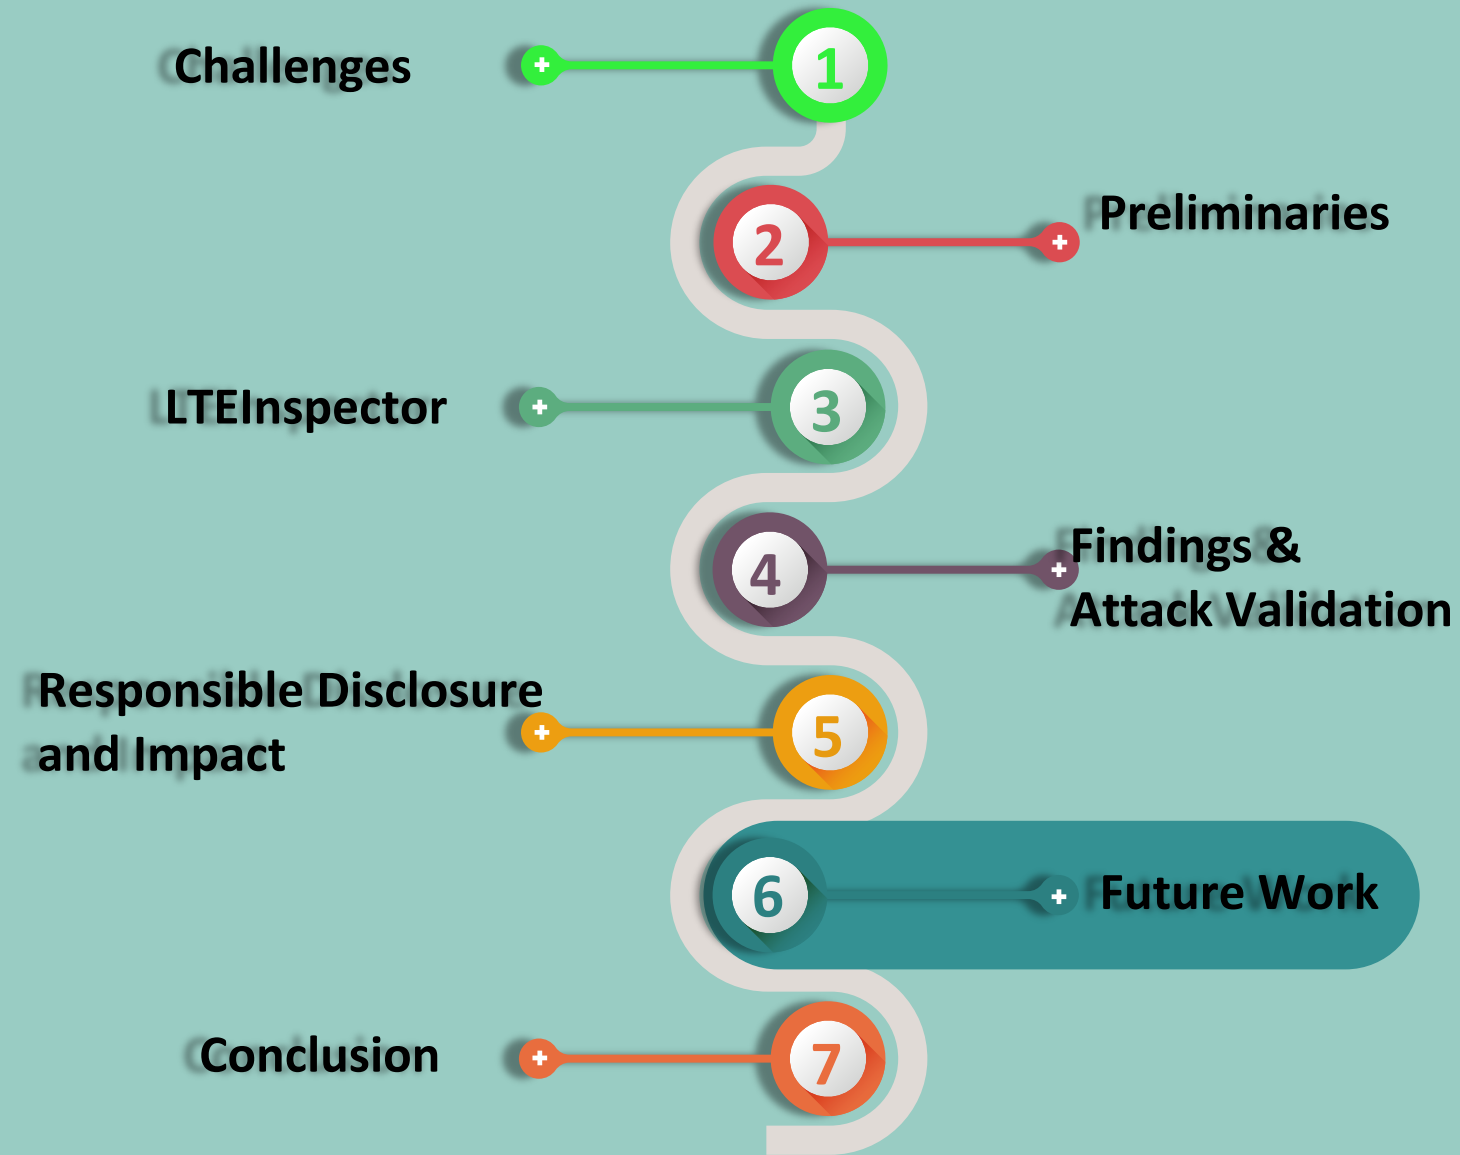 Challenges
1
2
Preliminaries
LTEInspector
3
4
Findings &
Attack Validation
Responsible Disclosure
and Impact
5
6
Future Work
Conclusion
7